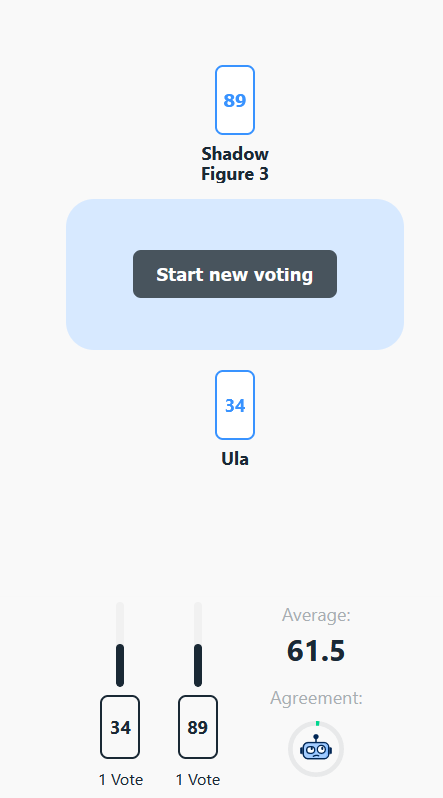 89
Shadow
Figure 3
Start new voting
34
Ula
Average:
61.5
Agreement:
34 89
1 Vote 1 Vote